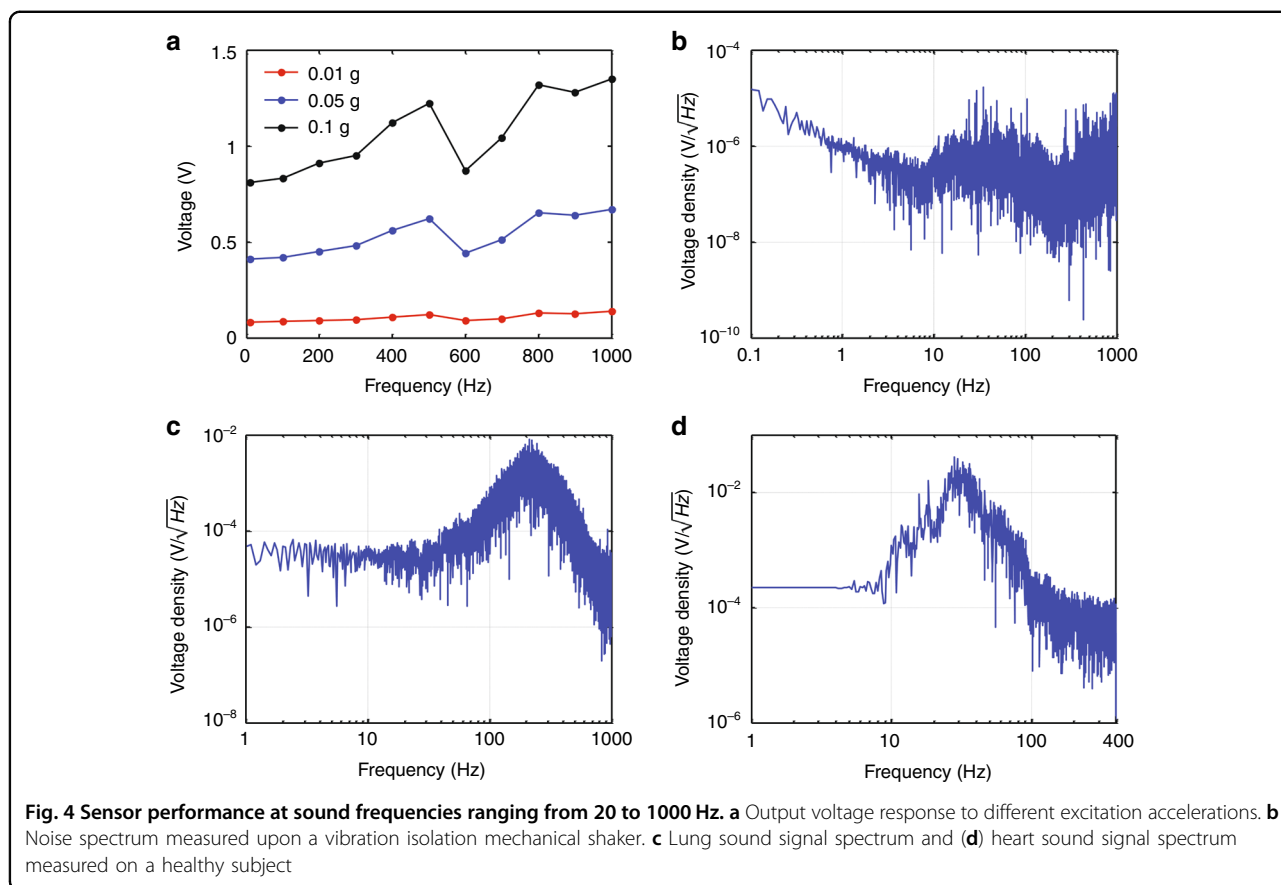 a
1.5
1
0.5
0
Voltage (V)
0.01 g
0.05 g
0.1 g
0 200 400 600 800 1000
Frequency (Hz)
b
10⁻⁴
10⁻⁶
10⁻⁸
10⁻¹⁰
Voltage density (V/√Hz)
0.1 1 10 100 1000
Frequency (Hz)
c
10⁻²
10⁻⁴
10⁻⁶
10⁻⁸
Voltage density (V/√Hz)
1 10 100 1000
Frequency (Hz)
d
10⁻²
10⁻⁴
10⁻⁶
Voltage density (V/√Hz)
1 10 100 400
Frequency (Hz)
Fig. 4 Sensor performance at sound frequencies ranging from 20 to 1000 Hz. a Output voltage response to different excitation accelerations. b
Noise spectrum measured upon a vibration isolation mechanical shaker. c Lung sound signal spectrum and (d) heart sound signal spectrum
measured on a healthy subject